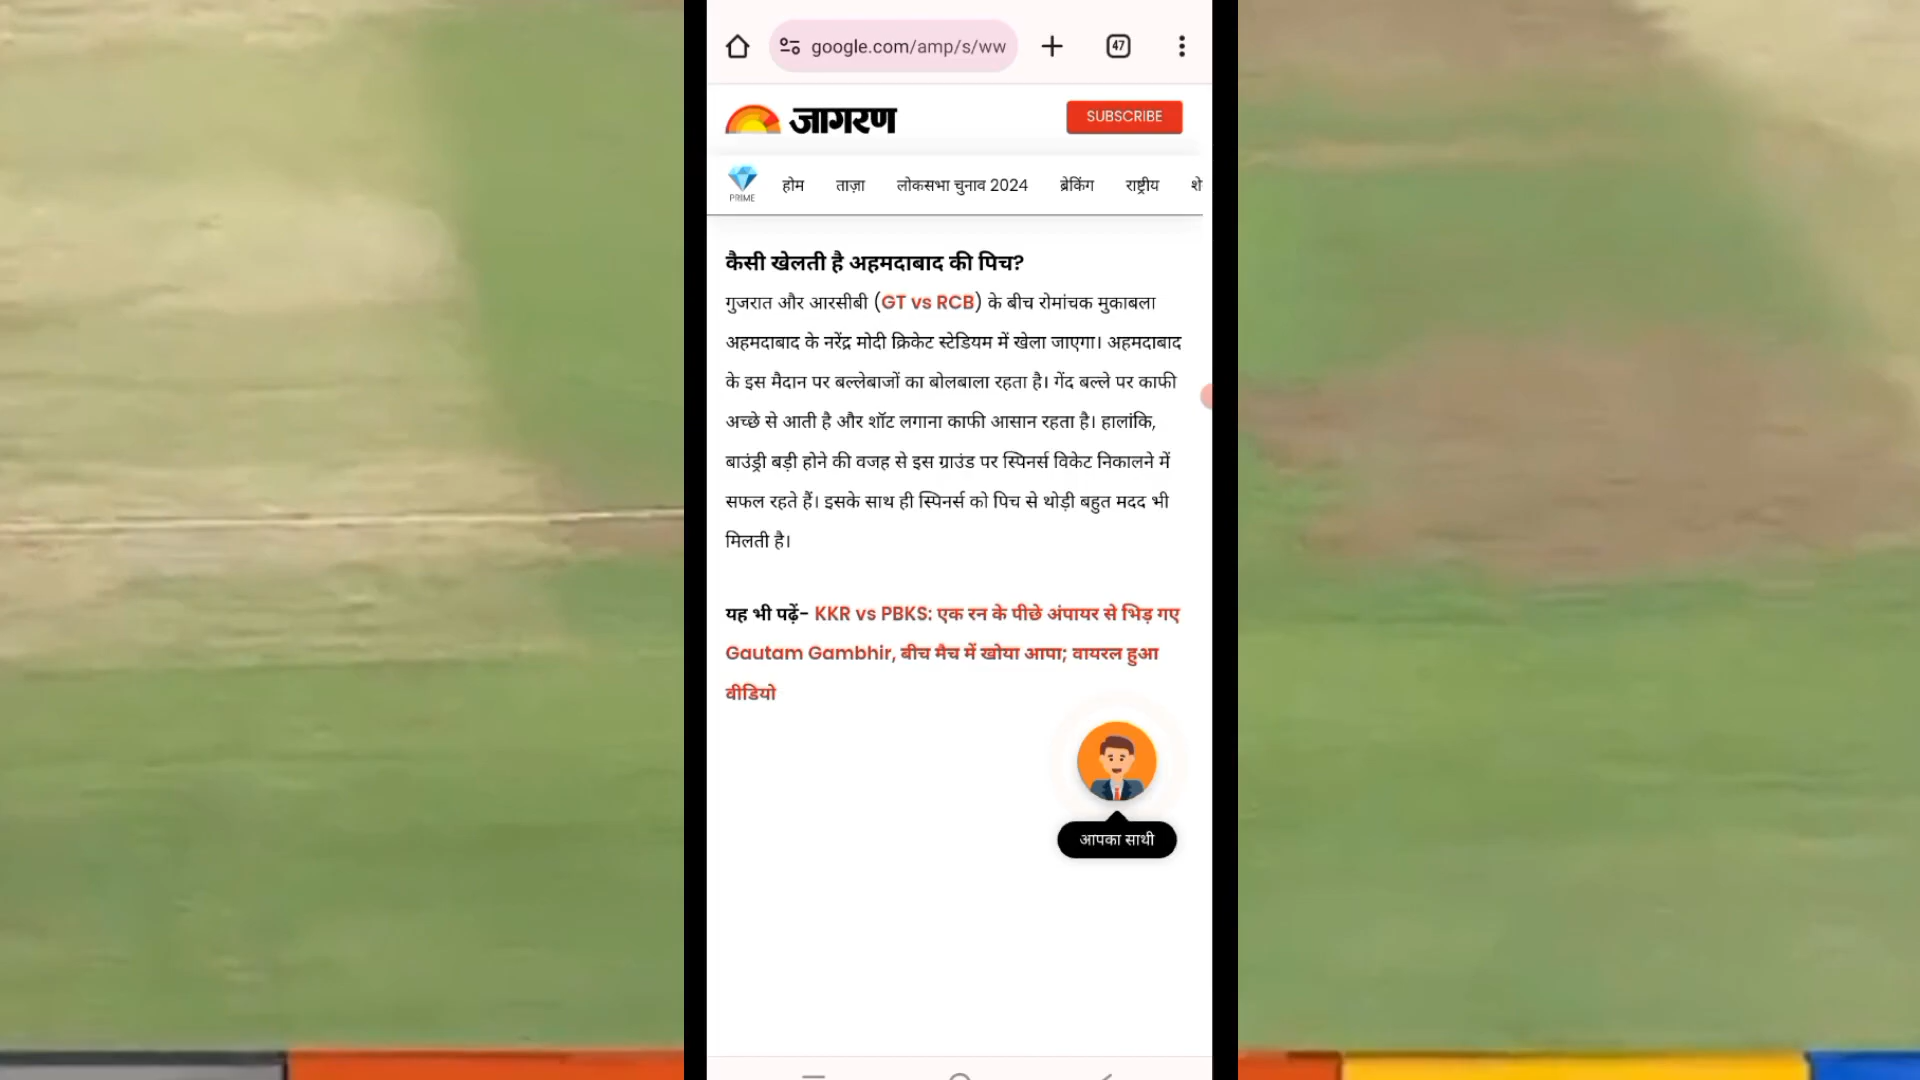 google.com/amp/s/ww
47
जागरण
SUBSCRIBE
PRIME
होम ताज़ा लोकसभा चुनाव 2024 ब्रेकिंग राष्ट्रीय शे
कैसी खेलती है अहमदाबाद की पिच?
गुजरात और आरसीबी (GT vs RCB) के बीच रोमांचक मुकाबला
अहमदाबाद के नरेंद्र मोदी क्रिकेट स्टेडियम में खेला जाएगा। अहमदाबाद
के इस मैदान पर बल्लेबाजों का बोलबाला रहता है। गेंद बल्ले पर काफी
अच्छे से आती है और शॉट लगाना काफी आसान रहता है। हालांकि,
बाउंड्री बड़ी होने की वजह से इस ग्राउंड पर स्पिनर्स विकेट निकालने में
सफल रहते हैं। इसके साथ ही स्पिनर्स को पिच से थोड़ी बहुत मदद भी
मिलती है।
यह भी पढ़ें- KKR vs PBKS: एक रन के पीछे अंपायर से भिड़ गए
Gautam Gambhir, बीच मैच में खोया आपा; वायरल हुआ
वीडियो
आपका साथी